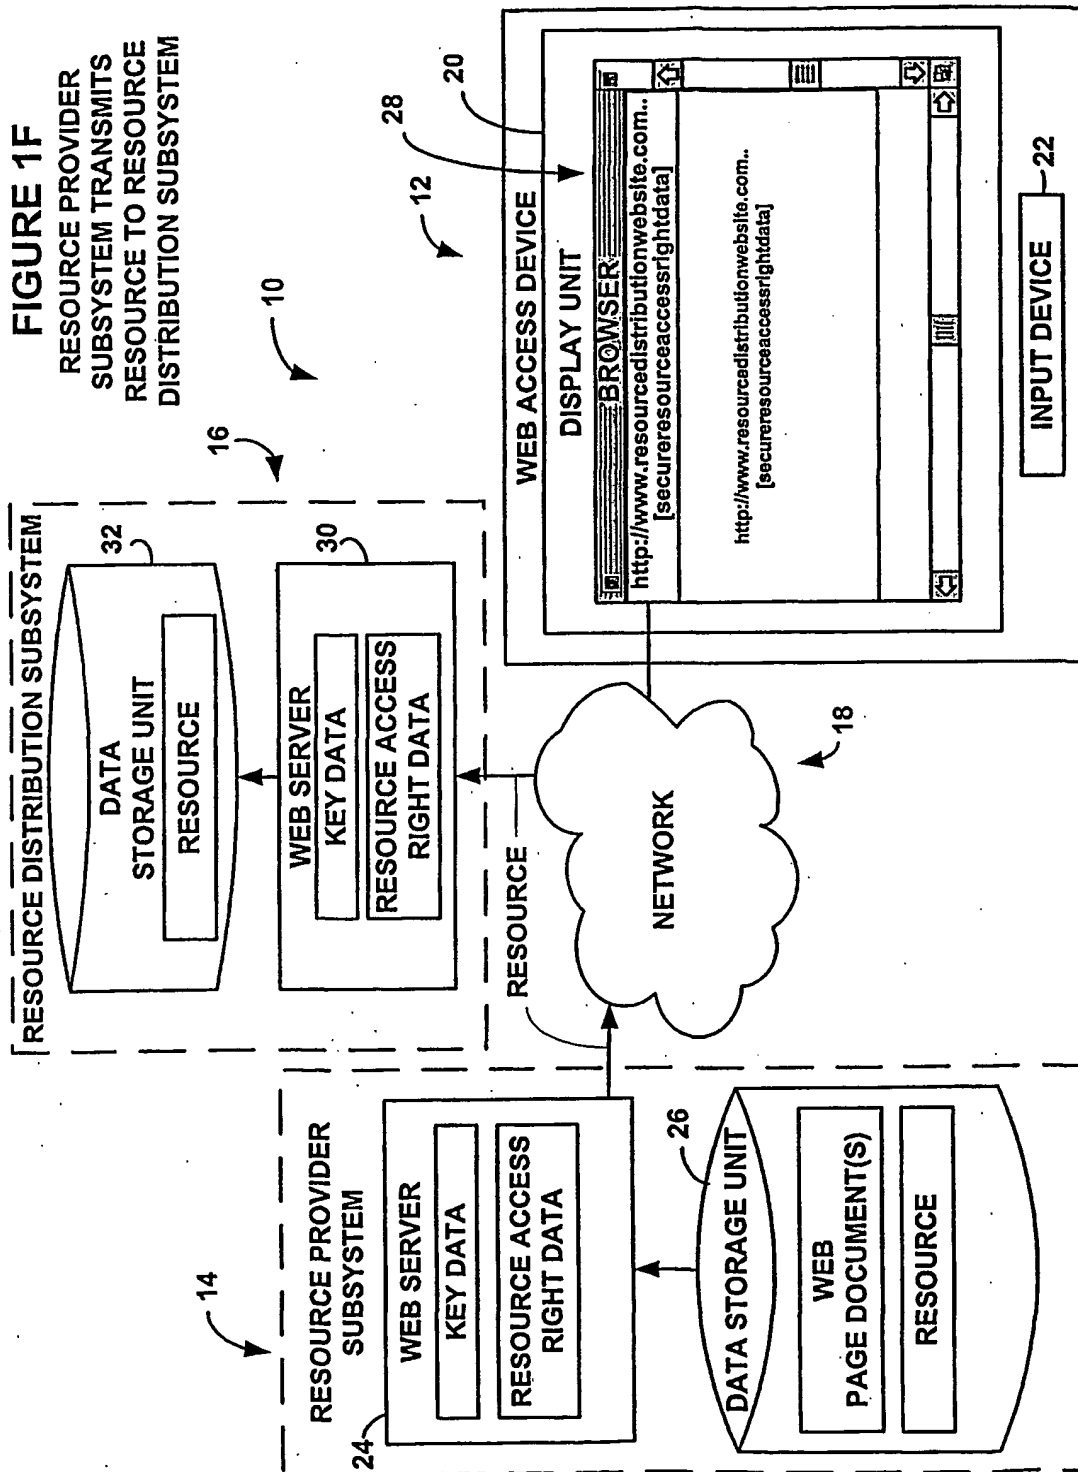 FIGURE 1F
RESOURCE PROVIDER
SUBSYSTEM TRANSMITS
RESOURCE TO RESOURCE
DISTRIBUTION SUBSYSTEM
10
12
14
RESOURCE PROVIDER
SUBSYSTEM
24
WEB SERVER
KEY DATA
RESOURCE ACCESS
RIGHT DATA
DATA STORAGE UNIT
26
WEB
PAGE DOCUMENT(S)
RESOURCE
16
RESOURCE DISTRIBUTION SUBSYSTEM
32
DATA
STORAGE UNIT
RESOURCE
30
WEB SERVER
KEY DATA
RESOURCE ACCESS
RIGHT DATA
RESOURCE
NETWORK
18
28
20
WEB ACCESS DEVICE
DISPLAY UNIT
BROWSER
http://www.resourcedistributionwebsite.com..
[secureresourceaccessrightdata]
http://www.resourcedistributionwebsite.com..
[secureresourceaccessrightdata]
22
INPUT DEVICE